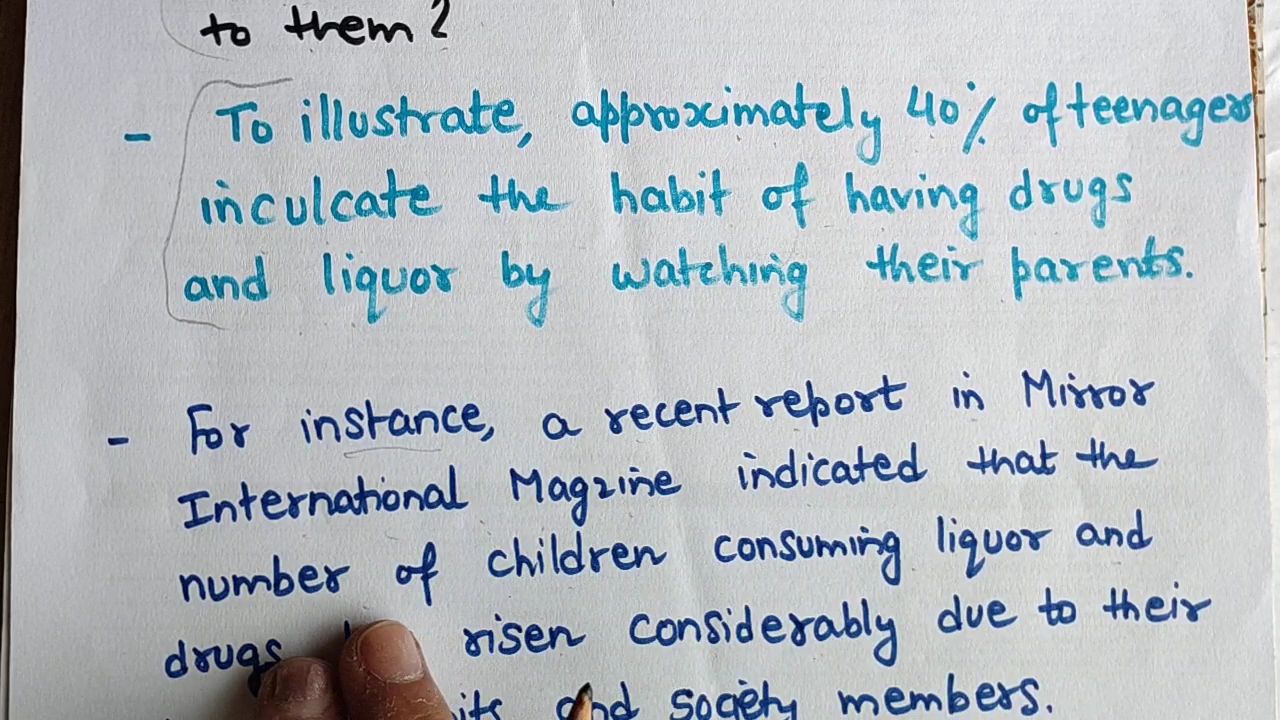 to them?
- To illustrate, approximately 40% of teenagers
inculcate the habit of having drugs
and liquor by watching their parents.
- For instance, a recent report in Mirror
International Magzine indicated that the
number of children consuming liquor and
drugs risen considerably due to their
and society members.